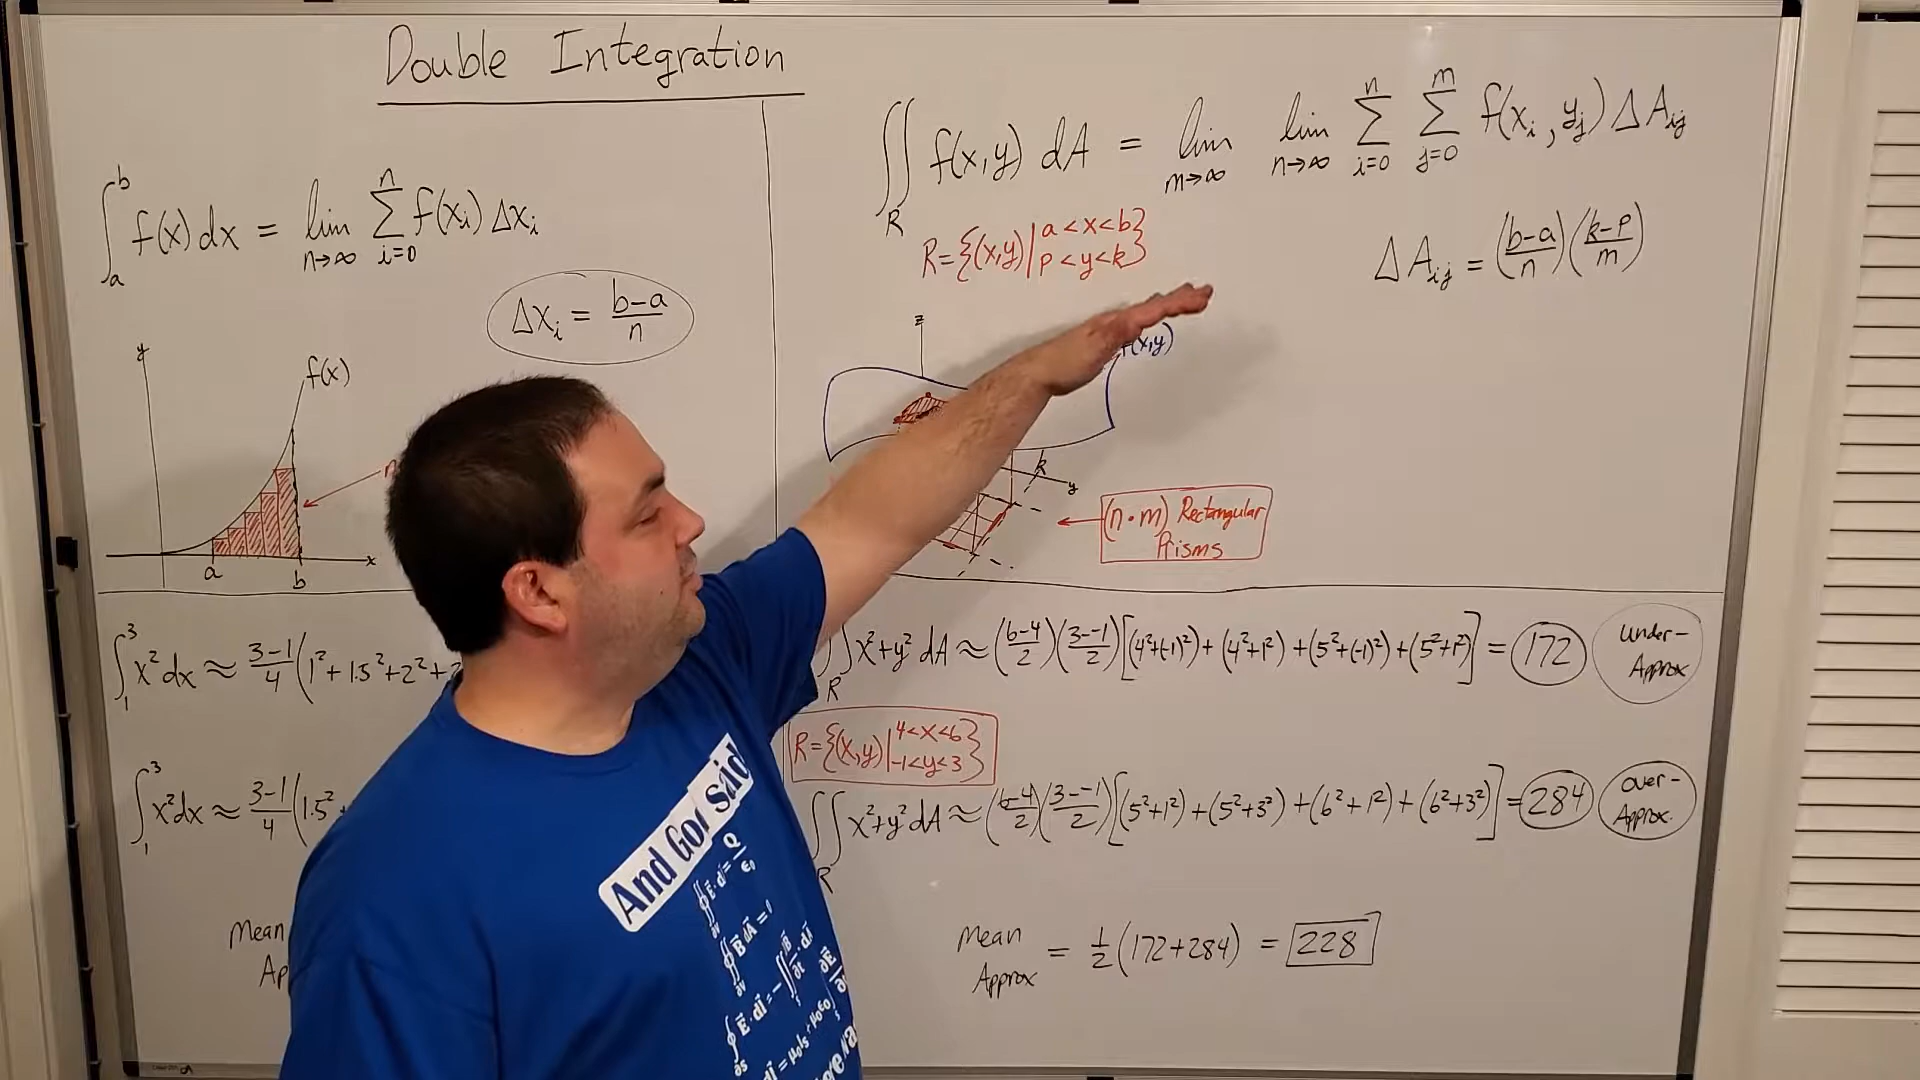 Double Integration
∫_a^b f(x) dx = lim_{n→∞} ∑_{i=0}^{n} f(x_i) Δx_i
Δx_i = (b-a)/n
y
f(x)
a
b
x
∫_1^3 x² dx ≈ (3-1)/4 (1² + 1.5² + 2² +
∫_1^3 x² dx ≈ (3-1)/4 (1.5²
Mean
∬_R f(x,y) dA = lim_{m→∞} lim_{n→∞} ∑_{i=0}^{n} ∑_{j=0}^{m} f(x_i, y_j) ΔA_ij
R = {(x,y) | a<x<b
p<y<k}
ΔA_ij = ((b-a)/n) ((k-p)/m)
z
f(x,y)
k
y
(n·m) Rectangular
Prisms
∬_R x²+y² dA ≈ ((6-4)/2) ((3--1)/2) [(4²+(-1)²) + (4²+1²) + (5²+(-1)²) + (5²+1²)] = 172
Under-
Approx
R = {(x,y) | 4<x<6
-1<y<3}
∬_R x²+y² dA ≈ ((6-4)/2) ((3--1)/2) [(5²+1²) + (5²+3²) + (6²+1²) + (6²+3²)] = 284
Over-
Approx.
Mean
Approx = 1/2 (172+284) = 228
And God said